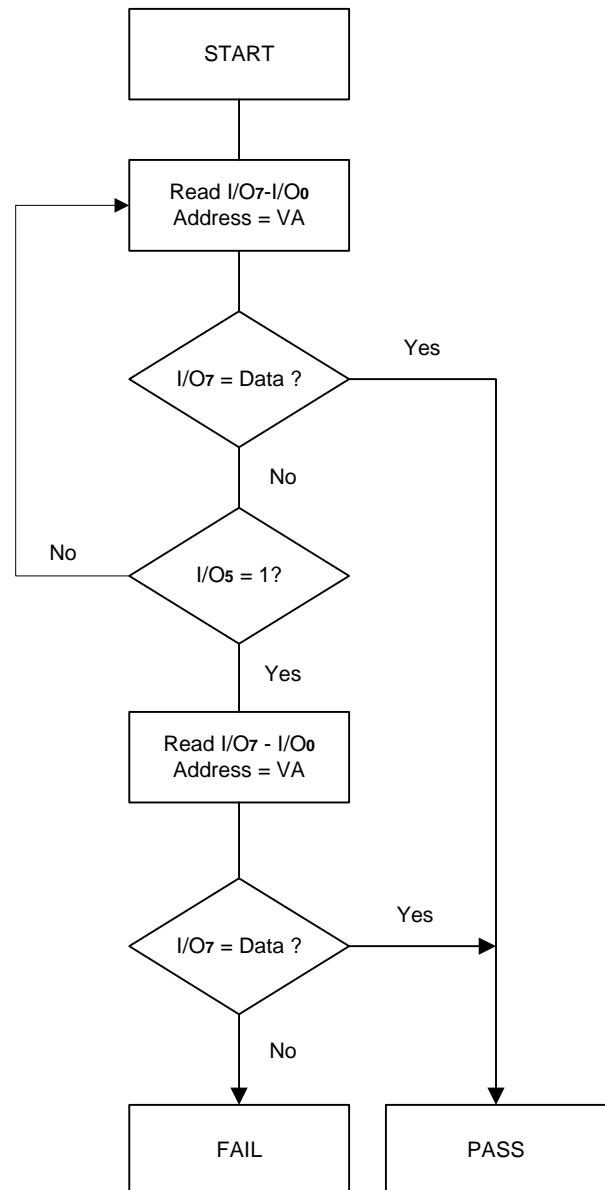 START
Read I/O7-I/O0
Address = VA
Yes
I/O7 = Data ?
No
No
I/O5 = 1?
Yes
Read I/O7 - I/O0
Address = VA
Yes
I/O7 = Data ?
No
FAIL
PASS